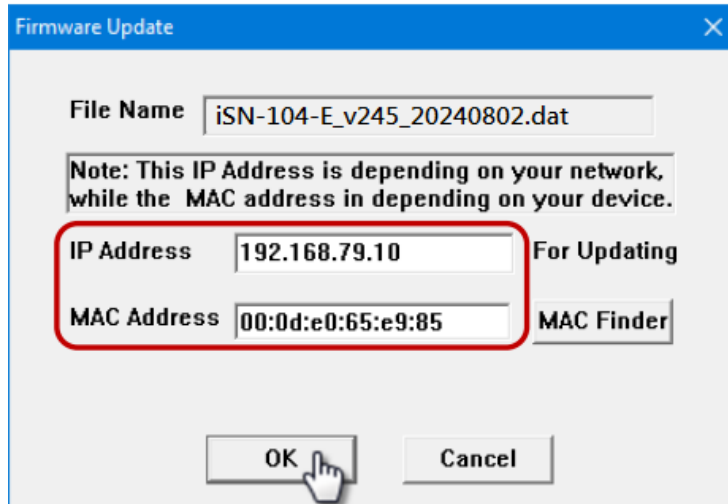 Firmware Update
File Name iSN-104-E_v245_20240802.dat
Note: This IP Address is depending on your network,
while the MAC address in depending on your device.
IP Address 192.168.79.10 For Updating
MAC Address 00:0d:e0:65:e9:85 MAC Finder
OK Cancel